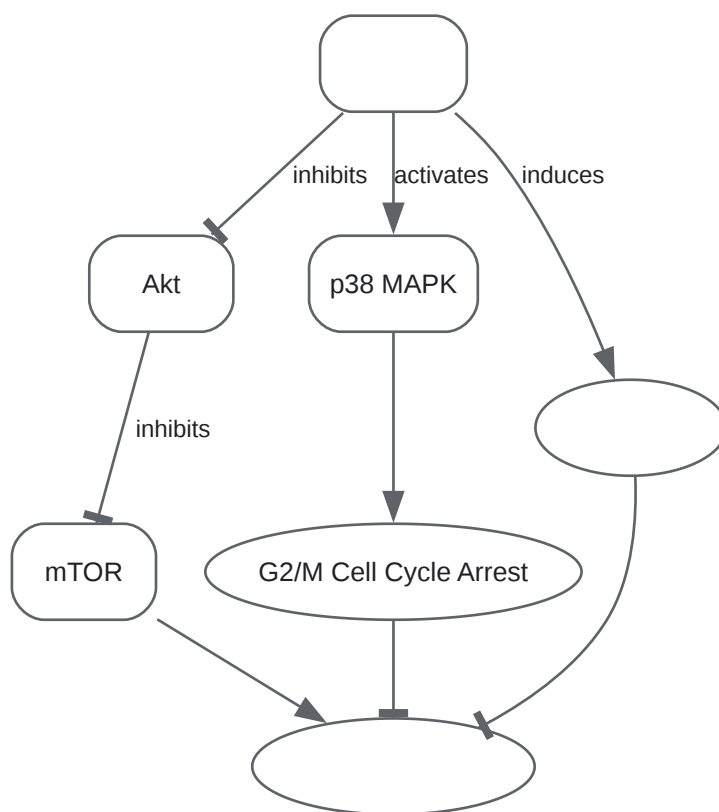 inhibits
activates
induces
Akt
p38 MAPK
inhibits
mTOR
G2/M Cell Cycle Arrest